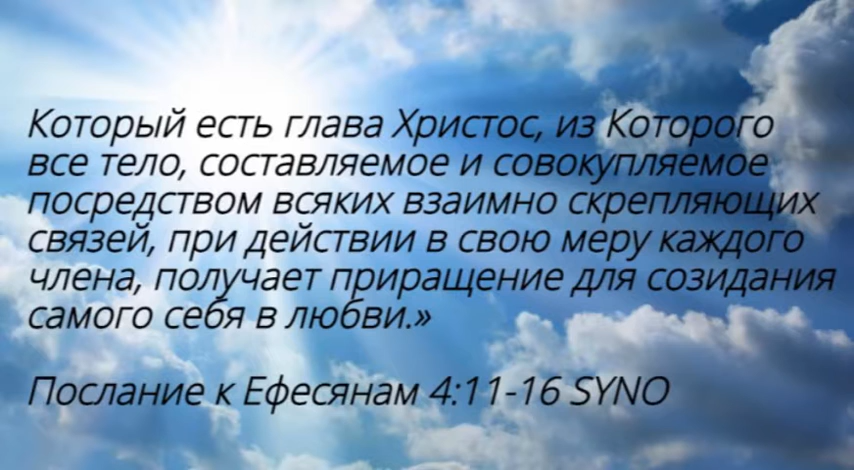 Который есть глава Христос, из Которого
все тело, составляемое и совокупляемое
посредством всяких взаимно скрепляющих
связей, при действии в свою меру каждого
члена, получает приращение для созидания
самого себя в любви.»
Послание к Ефесянам 4:11-16 SYNO